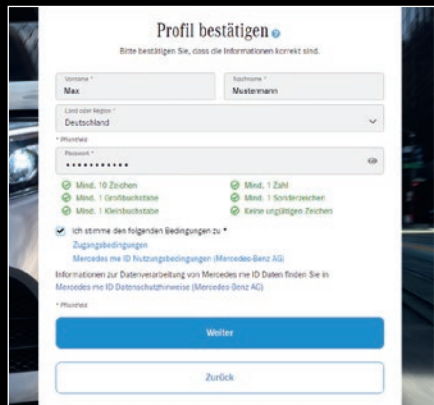 Profil bestätigen
Bitte bestätigen Sie, dass die Informationen korrekt sind.
Vorname *
Max
Nachname *
Mustermann
Land oder Region *
Deutschland
* Pflichtfeld
Passwort *
•••••••••••
Mind. 10 Zeichen
Mind. 1 Zahl
Mind. 1 Großbuchstabe
Mind. 1 Sonderzeichen
Mind. 1 Kleinbuchstabe
Keine ungültigen Zeichen
Ich stimme den folgenden Bedingungen zu *
Zugangsbedingungen
Mercedes me ID Nutzungsbedingungen (Mercedes-Benz AG)
Informationen zur Datenverarbeitung von Mercedes me ID Daten finden Sie in
Mercedes me ID Datenschutzhinweise (Mercedes-Benz AG)
* Pflichtfeld
Weiter
Zurück